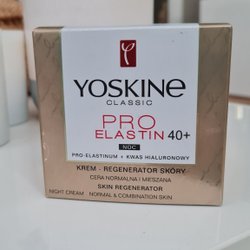 YOSKINE
CLASSIC
PRO
ELASTIN 40+
NOC
PRO ELASTINUM + KWAS HIALURONOWY
KREM - REGENERATOR SKÓRY
CERA NORMALNA I MIESZANA
SKIN REGENERATOR
NIGHT CREAM NORMAL & COMBINATION SKIN